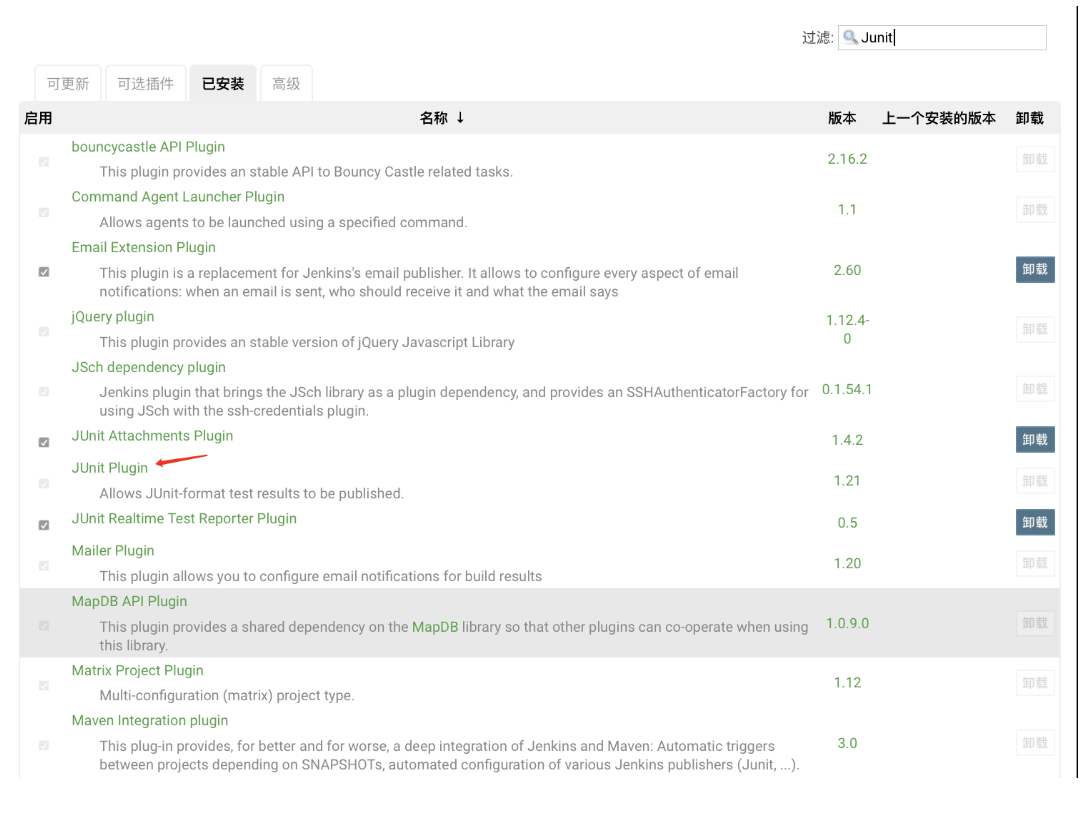 过滤: Junit
可更新 可选插件 已安装 高级
启用 名称 ↓ 版本 上一个安装的版本 卸载
bouncycastle API Plugin
This plugin provides an stable API to Bouncy Castle related tasks.
2.16.2 卸载
Command Agent Launcher Plugin
Allows agents to be launched using a specified command.
1.1 卸载
Email Extension Plugin
This plugin is a replacement for Jenkins's email publisher. It allows to configure every aspect of email
notifications: when an email is sent, who should receive it and what the email says
2.60 卸载
jQuery plugin
This plugin provides an stable version of jQuery Javascript Library
1.12.4-
0
卸载
JSch dependency plugin
Jenkins plugin that brings the JSch library as a plugin dependency, and provides an SSHAuthenticatorFactory for
using JSch with the ssh-credentials plugin.
0.1.54.1 卸载
JUnit Attachments Plugin
1.4.2 卸载
JUnit Plugin
Allows JUnit-format test results to be published.
1.21 卸载
JUnit Realtime Test Reporter Plugin
0.5 卸载
Mailer Plugin
This plugin allows you to configure email notifications for build results
1.20 卸载
MapDB API Plugin
This plugin provides a shared dependency on the MapDB library so that other plugins can co-operate when using
this library.
1.0.9.0 卸载
Matrix Project Plugin
Multi-configuration (matrix) project type.
1.12 卸载
Maven Integration plugin
This plug-in provides, for better and for worse, a deep integration of Jenkins and Maven: Automatic triggers
between projects depending on SNAPSHOTs, automated configuration of various Jenkins publishers (Junit, ...).
3.0 卸载